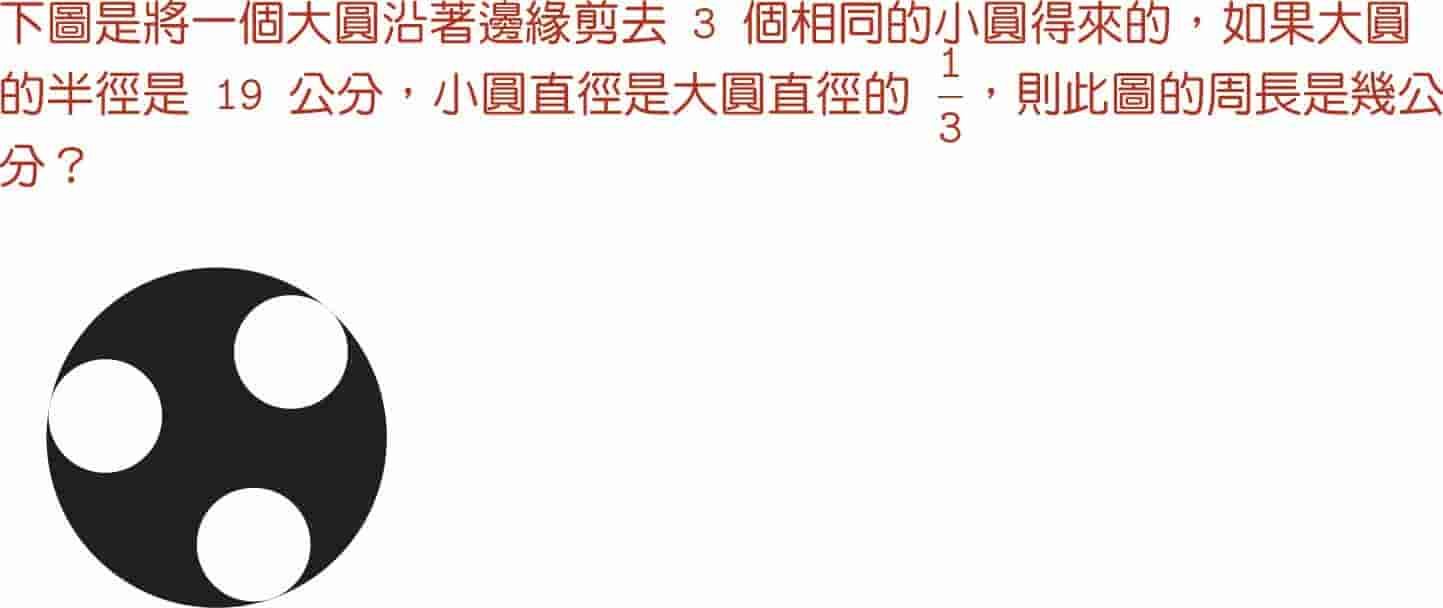 下圖是將一個大圓沿著邊緣剪去 3 個相同的小圓得來的，如果大圓
的半徑是 19 公分，小圓直徑是大圓直徑的 1/3，則此圖的周長是幾公
分？